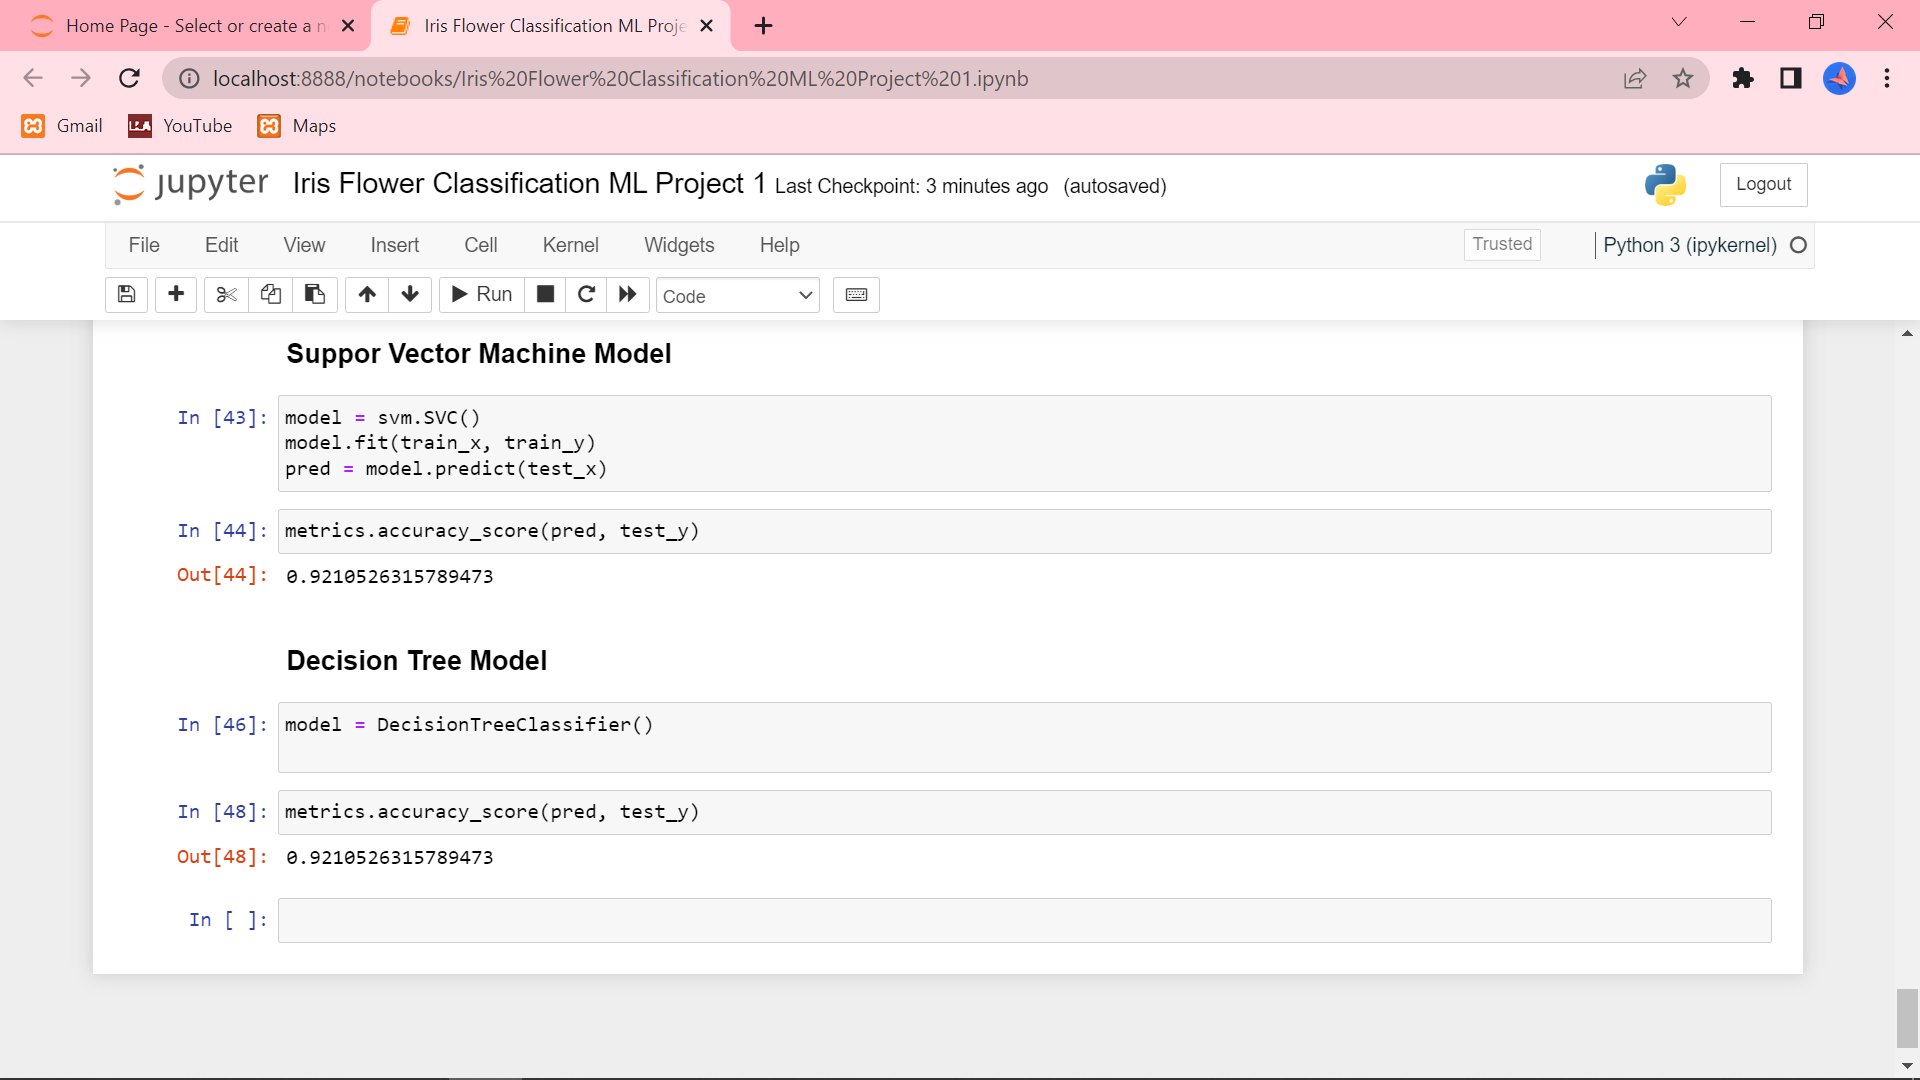 Home Page - Select or create a n
Iris Flower Classification ML Proje
localhost:8888/notebooks/Iris%20Flower%20Classification%20ML%20Project%201.ipynb
Gmail YouTube Maps
jupyter Iris Flower Classification ML Project 1 Last Checkpoint: 3 minutes ago (autosaved)
Logout
File Edit View Insert Cell Kernel Widgets Help
Trusted Python 3 (ipykernel)
Run Code
Suppor Vector Machine Model
In [43]: model = svm.SVC()
model.fit(train_x, train_y)
pred = model.predict(test_x)
In [44]: metrics.accuracy_score(pred, test_y)
Out[44]: 0.9210526315789473
Decision Tree Model
In [46]: model = DecisionTreeClassifier()
In [48]: metrics.accuracy_score(pred, test_y)
Out[48]: 0.9210526315789473
In [ ]: